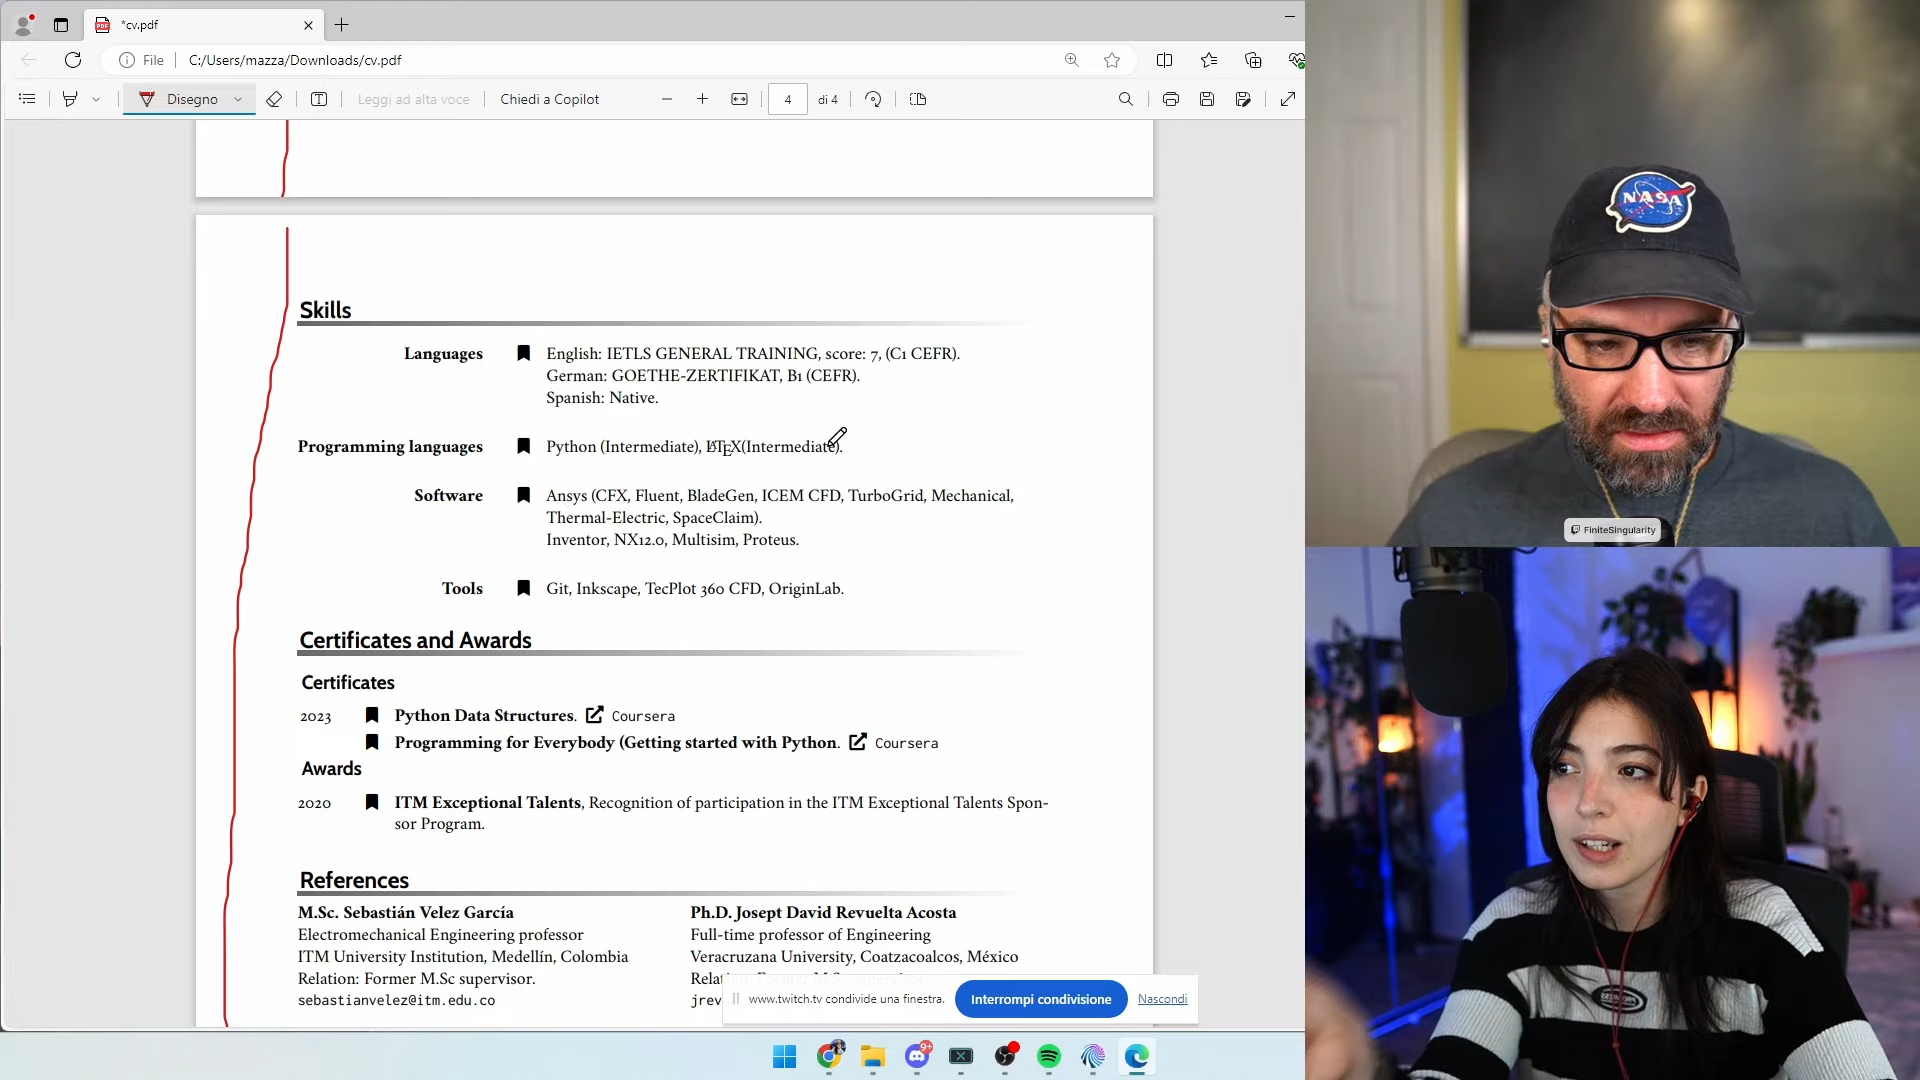 *cv.pdf
File
C:/Users/mazza/Downloads/cv.pdf
Disegno
Leggi ad alta voce
Chiedi a Copilot
4
di 4
Skills
Languages
English: IETLS GENERAL TRAINING, score: 7, (C1 CEFR).
German: GOETHE-ZERTIFIKAT, B1 (CEFR).
Spanish: Native.
Programming languages
Python (Intermediate), LATEX(Intermediate).
Software
Ansys (CFX, Fluent, BladeGen, ICEM CFD, TurboGrid, Mechanical,
Thermal-Electric, SpaceClaim).
Inventor, NX12.0, Multisim, Proteus.
Tools
Git, Inkscape, TecPlot 360 CFD, OriginLab.
Certificates and Awards
Certificates
2023
Python Data Structures. Coursera
Programming for Everybody (Getting started with Python. Coursera
Awards
2020
ITM Exceptional Talents, Recognition of participation in the ITM Exceptional Talents Spon-
sor Program.
References
M.Sc. Sebastián Velez García
Electromechanical Engineering professor
ITM University Institution, Medellín, Colombia
Relation: Former M.Sc supervisor.
sebastianvelez@itm.edu.co
Ph.D. Josept David Revuelta Acosta
Full-time professor of Engineering
Veracruzana University, Coatzacoalcos, México
www.twitch.tv condivide una finestra.
Interrompi condivisione
Nascondi
9+
NASA
FiniteSingularity